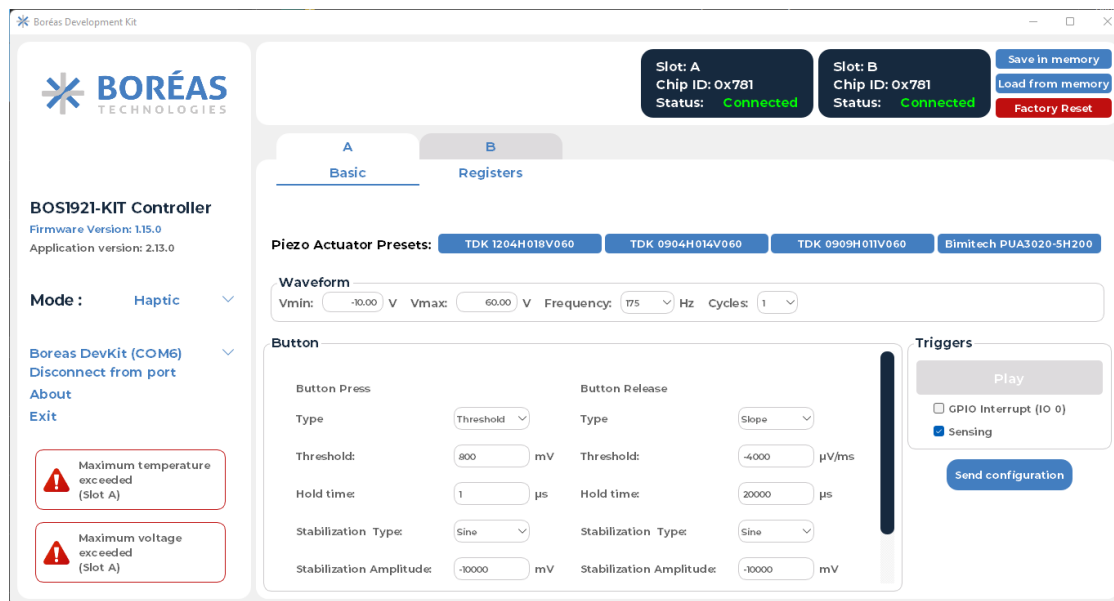 Boréas Development Kit
BORÉAS
TECHNOLOGIES
BOS1921-KIT Controller
Firmware Version: 1.15.0
Application version: 2.13.0
Mode : Haptic
Boreas DevKit (COM6)
Disconnect from port
About
Exit
Maximum temperature
exceeded
(Slot A)
Maximum voltage
exceeded
(Slot A)
Slot: A
Chip ID: 0x781
Status: Connected
Slot: B
Chip ID: 0x781
Status: Connected
Save in memory
Load from memory
Factory Reset
A B
Basic Registers
Piezo Actuator Presets: TDK 1204H018V060 TDK 0904H014V060 TDK 0909H011V060 Bimitech PUA3020-5H200
Waveform
Vmin: -10.00 V Vmax: 60.00 V Frequency: 175 Hz Cycles: 1
Button
Button Press Button Release
Type Threshold Type Slope
Threshold: 800 mV Threshold: -4000 µV/ms
Hold time: 1 µs Hold time: 20000 µs
Stabilization Type: Sine Stabilization Type: Sine
Stabilization Amplitude: -10000 mV Stabilization Amplitude: -10000 mV
Triggers
Play
GPIO Interrupt (IO 0)
Sensing
Send configuration